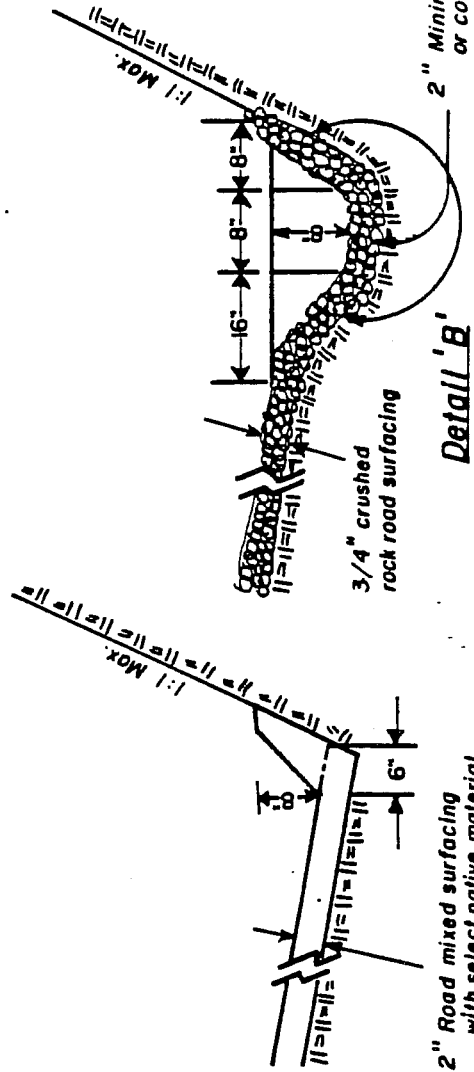 1:1 Max.
8"
6"
2" Road mixed surfacing
with select native material
1:1 Max.
16"
8"
8"
8"
3/4" crushed
rock road surfacing
2" Minim
or co
Detail 'B'